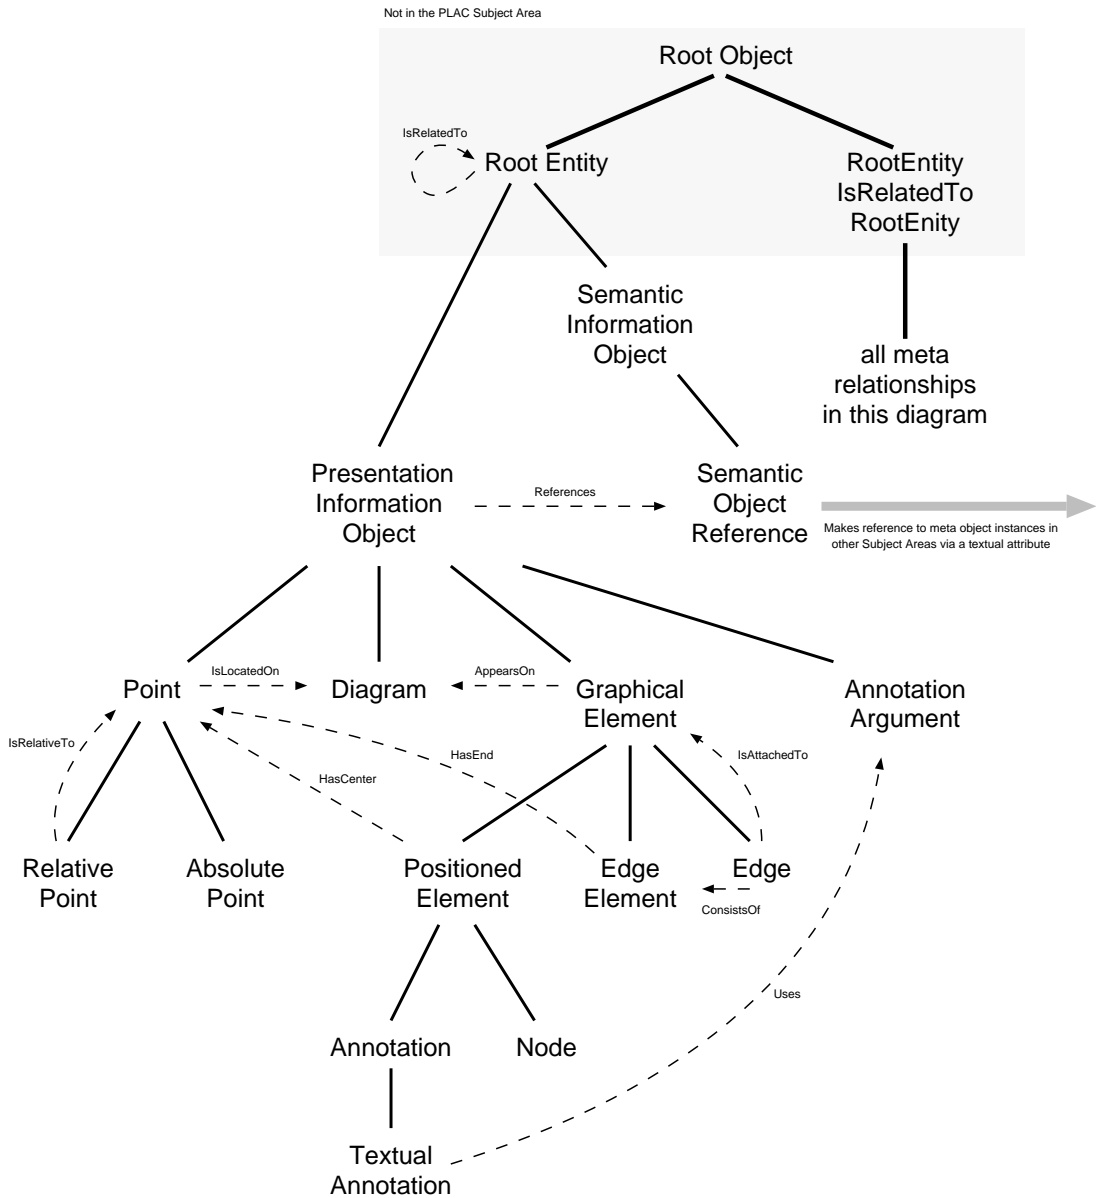 Not in the PLAC Subject Area
Root Object
IsRelatedTo
Root Entity
RootEntity
IsRelatedTo
RootEnity
Semantic
Information
Object
all meta
relationships
in this diagram
Presentation
Information
Object
References
Semantic
Object
Reference
Makes reference to meta object instances in
other Subject Areas via a textual attribute
Point
IsLocatedOn
Diagram
AppearsOn
Graphical
Element
Annotation
Argument
IsRelativeTo
HasCenter
HasEnd
IsAttachedTo
Relative
Point
Absolute
Point
Positioned
Element
Edge
Element
Edge
ConsistsOf
Uses
Annotation
Node
Textual
Annotation